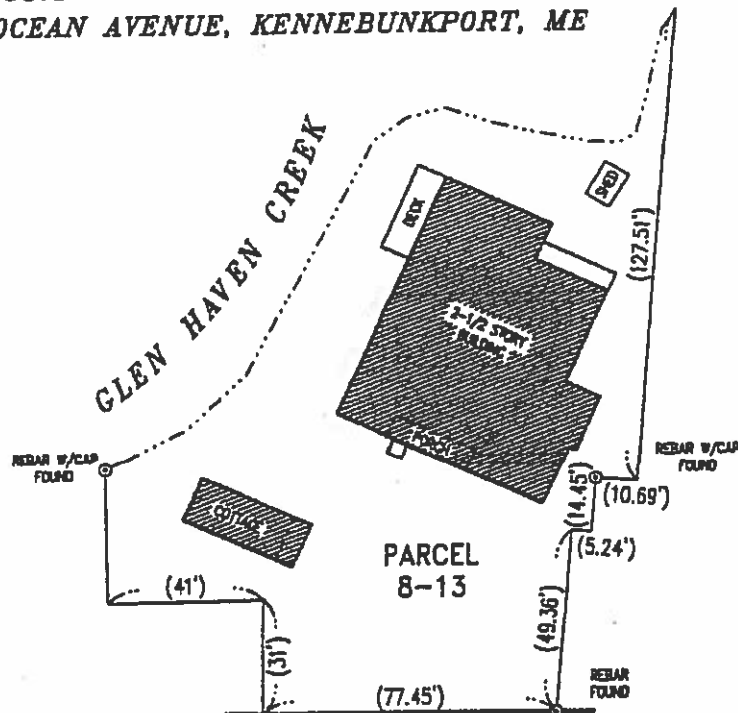 OCEAN AVENUE, KENNEBUNKPORT, ME
GLEN HAVEN CREEK
SHED
DECK
(127.51')
2-1/2 STORY
BUILDING
PORCH
REBAR W/CAP
FOUND
REBAR W/CAP
FOUND
(14.45')
(10.69')
COTTAGE
(5.24')
PARCEL
8-13
(41')
(49.36')
(31')
REBAR
FOUND
(77.45')